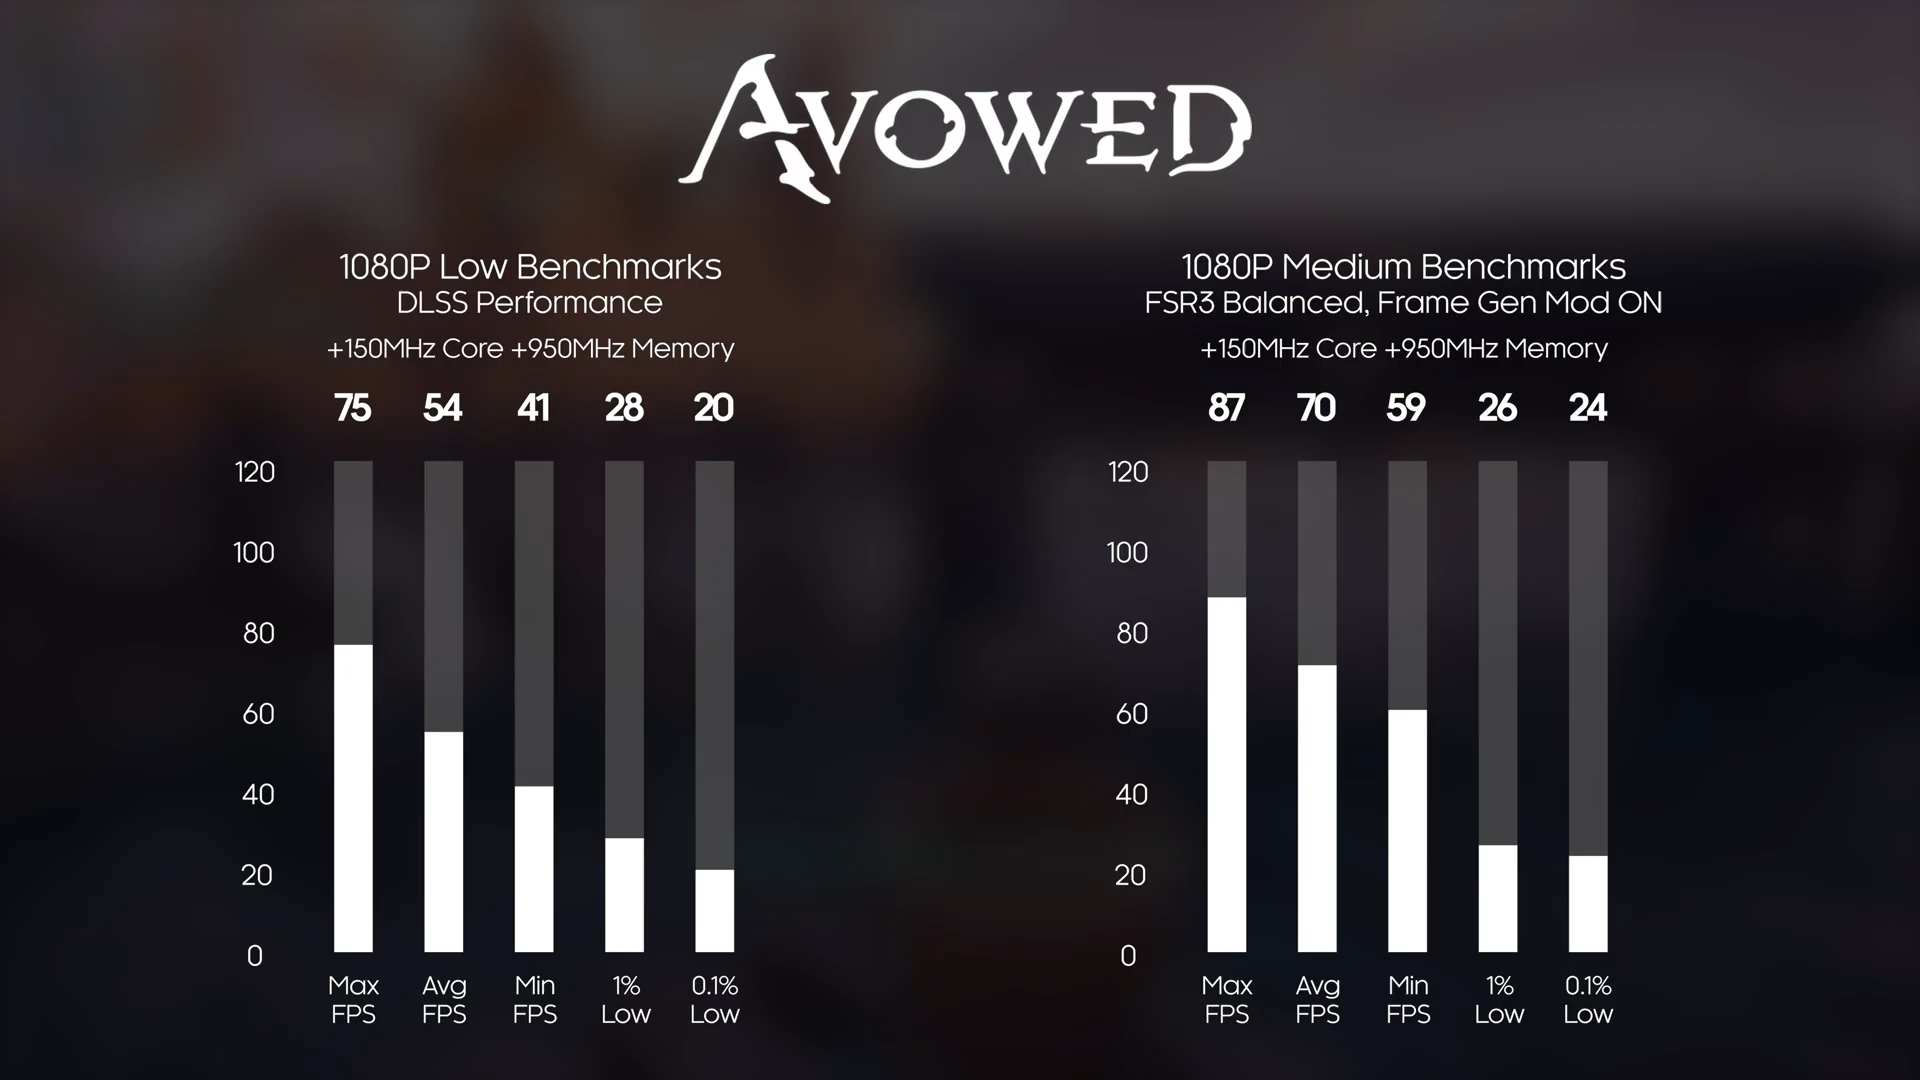 AVOWED
1080P Low Benchmarks
DLSS Performance
+150MHz Core +950MHz Memory
75 54 41 28 20
120
100
80
60
40
20
0
Max FPS
Avg FPS
Min FPS
1% Low
0.1% Low
1080P Medium Benchmarks
FSR3 Balanced, Frame Gen Mod ON
+150MHz Core +950MHz Memory
87 70 59 26 24
120
100
80
60
40
20
0
Max FPS
Avg FPS
Min FPS
1% Low
0.1% Low